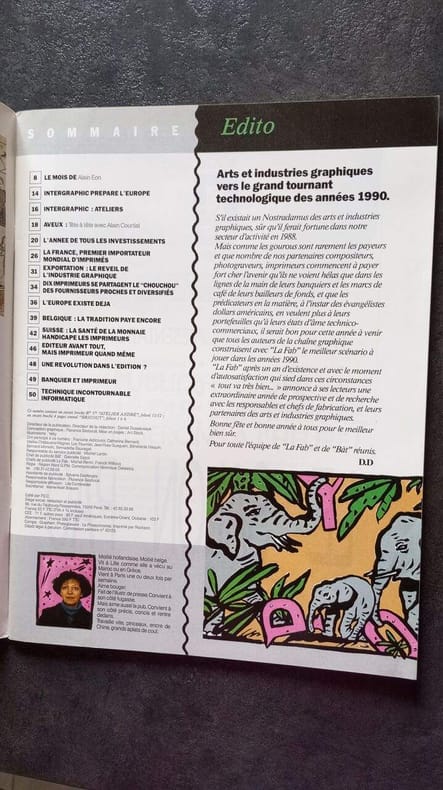 SOMMAIRE
8 LE MOIS DE Alain Eon
14 INTERGRAPHIC PREPARE L'EUROPE
16 INTERGRAPHIC : ATELIERS
18 AVEUX : Tête à tête avec Alain Courdail
20 L'ANNEE DE TOUS LES INVESTISSEMENTS
26 LA FRANCE, PREMIER IMPORTATEUR
MONDIAL D'IMPRIMÉS
31 EXPORTATION : LE REVEIL DE
L'INDUSTRIE GRAPHIQUE
34 DIX IMPRIMEURS SE PARTAGENT LE "CHOUCHOU"
DES FOURNISSEURS PROCHES ET DIVERSIFIÉS
36 L'EUROPE EXISTE DEJA
39 BELGIQUE : LA TRADITION PAYE ENCORE
42 SUISSE : LA SANTÉ DE LA MONNAIE
HANDICAPE LES IMPRIMEURS
46 EDITEUR AVANT TOUT,
MAIS IMPRIMEUR QUAND MÊME
48 UNE REVOLUTION DANS L'EDITION ?
49 BANQUIER ET IMPRIMEUR
50 TECHNIQUE INCONTOURNABLE
INFORMATIQUE
Moitié hollandaise. Moitié belge.
Vit à Lille comme elle a vécu au
Maroc ou en Grèce.
Vient à Paris une ou deux fois par
semaine.
Aime bouger.
Fait de l'illustr' de presse. Convient à
son côté fugasse.
Mais aime aussi la pub. Convient à
son côté précis, concis et rentre
dedans.
Travaille vite, pinceaux, encre de
Chine, grands aplats de coul.
Edito
Arts et industries graphiques
vers le grand tournant
technologique des années 1990.
S'il existait un Nostradamus des arts et industries
graphiques, sûr qu'il ferait fortune dans notre
secteur d'activité en 1988.
Mais comme les gourous sont rarement les payeurs
et que nombre de nos partenaires compositeurs,
photograveurs, imprimeurs commencent à payer
fort cher l'avenir qu'ils ne voient hélas que dans les
lignes de la main de leurs banquiers et les marcs de
café de leurs bailleurs de fonds, et que les
prédicateurs en la matière, à l'instar des évangélistes
dollars américains, en veulent plus à leurs
portefeuilles qu'à leurs états d'âme technico-
commerciaux, il serait bon pour cette année à venir
que tous les auteurs de la chaîne graphique
construisent avec "La Fab" le meilleur scénario à
jouer dans les années 1990.
"La Fab" après un an d'existence et avec le moment
d'autosatisfaction qui sied dans ces circonstances
« tout va très bien... » annonce à ses lecteurs une
extraordinaire année de prospective et de recherche
avec les responsables et chefs de fabrication, et leurs
partenaires des arts et industries graphiques.
Bonne fête et bonne année à tous pour le meilleur
bien sûr.
Pour toute l'équipe de "La Fab" et de "Bàt" réunis.
D.D